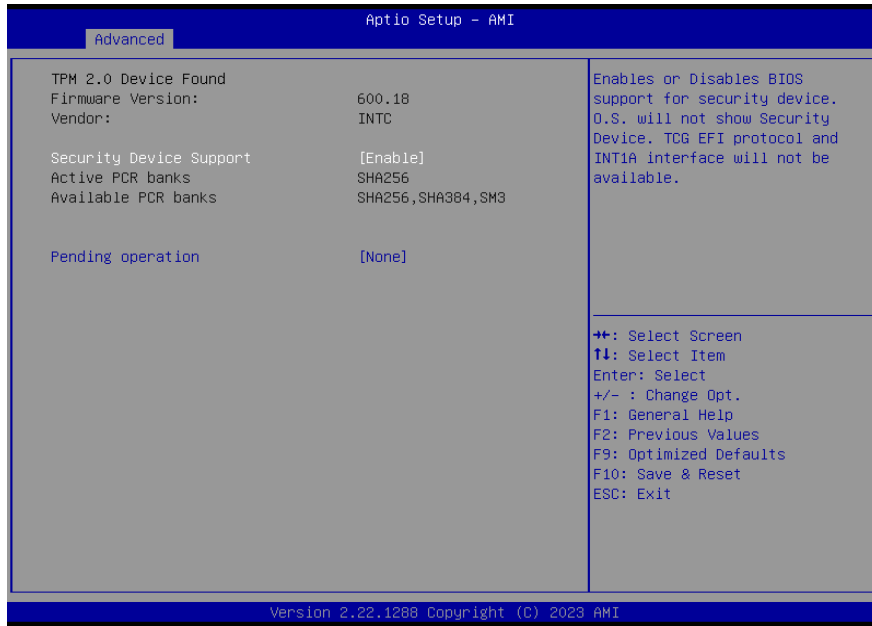 Aptio Setup - AMI
Advanced
TPM 2.0 Device Found
Firmware Version: 600.18
Vendor: INTC
Security Device Support [Enable]
Active PCR banks SHA256
Available PCR banks SHA256,SHA384,SM3
Pending operation [None]
Enables or Disables BIOS
support for security device.
O.S. will not show Security
Device. TCG EFI protocol and
INT1A interface will not be
available.
→←: Select Screen
↑↓: Select Item
Enter: Select
+/- : Change Opt.
F1: General Help
F2: Previous Values
F9: Optimized Defaults
F10: Save & Reset
ESC: Exit
Version 2.22.1288 Copyright (C) 2023 AMI